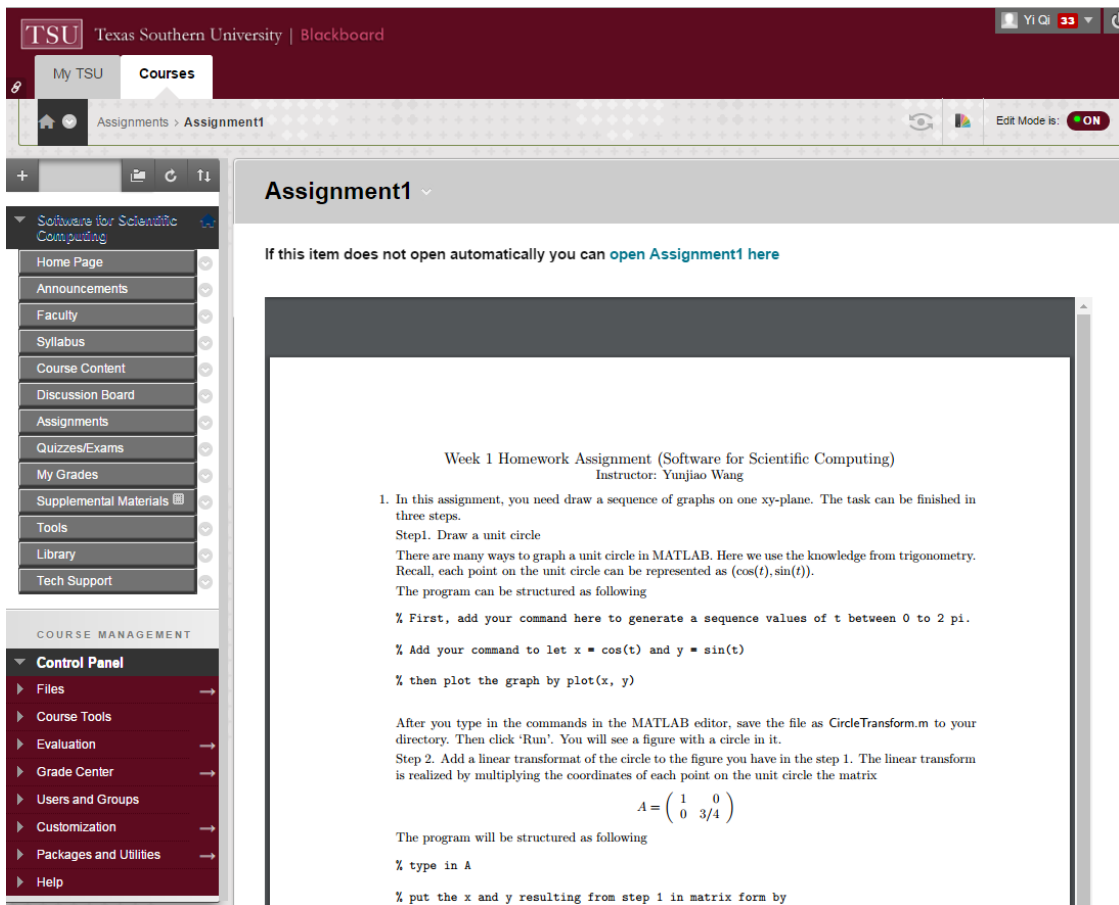 TSU Texas Southern University | Blackboard
Yi Qi 33
My TSU Courses
Assignments > Assignment1
Edit Mode is: ON
Assignment1
Software for Scientific
Computing
Home Page
Announcements
Faculty
Syllabus
Course Content
Discussion Board
Assignments
Quizzes/Exams
My Grades
Supplemental Materials
Tools
Library
Tech Support
COURSE MANAGEMENT
Control Panel
Files
Course Tools
Evaluation
Grade Center
Users and Groups
Customization
Packages and Utilities
Help
If this item does not open automatically you can open Assignment1 here
Week 1 Homework Assignment (Software for Scientific Computing)
Instructor: Yunjiao Wang
1. In this assignment, you need draw a sequence of graphs on one xy-plane. The task can be finished in
three steps.
Step1. Draw a unit circle
There are many ways to graph a unit circle in MATLAB. Here we use the knowledge from trigonometry.
Recall, each point on the unit circle can be represented as (cos(t), sin(t)).
The program can be structured as following
% First, add your command here to generate a sequence values of t between 0 to 2 pi.
% Add your command to let x = cos(t) and y = sin(t)
% then plot the graph by plot(x, y)
After you type in the commands in the MATLAB editor, save the file as CircleTransform.m to your
directory. Then click ‘Run’. You will see a figure with a circle in it.
Step 2. Add a linear transformat of the circle to the figure you have in the step 1. The linear transform
is realized by multiplying the coordinates of each point on the unit circle the matrix
A = ( 1 0
0 3/4 )
The program will be structured as following
% type in A
% put the x and y resulting from step 1 in matrix form by